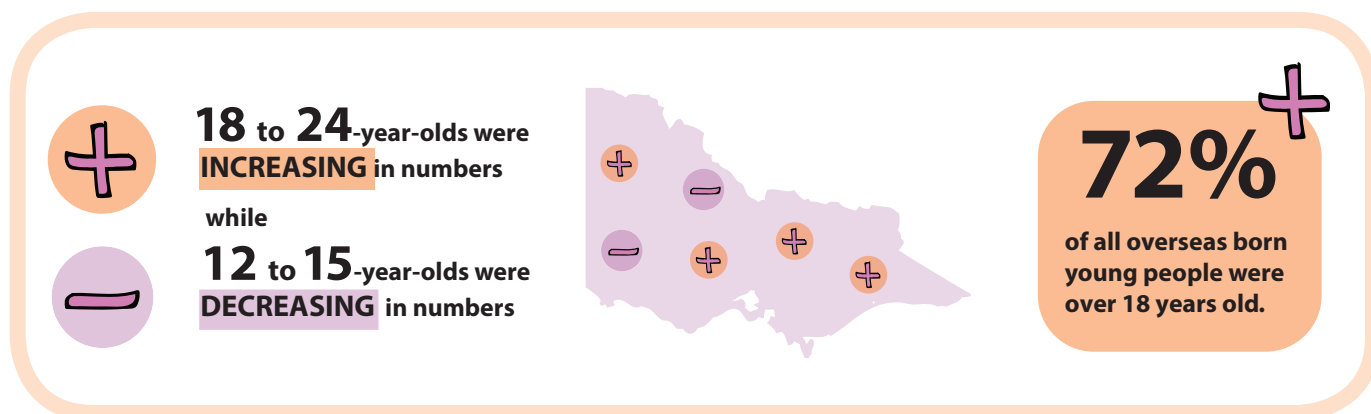 18 to 24-year-olds were
INCREASING in numbers
while
12 to 15-year-olds were
DECREASING in numbers
72%
of all overseas born
young people were
over 18 years old.